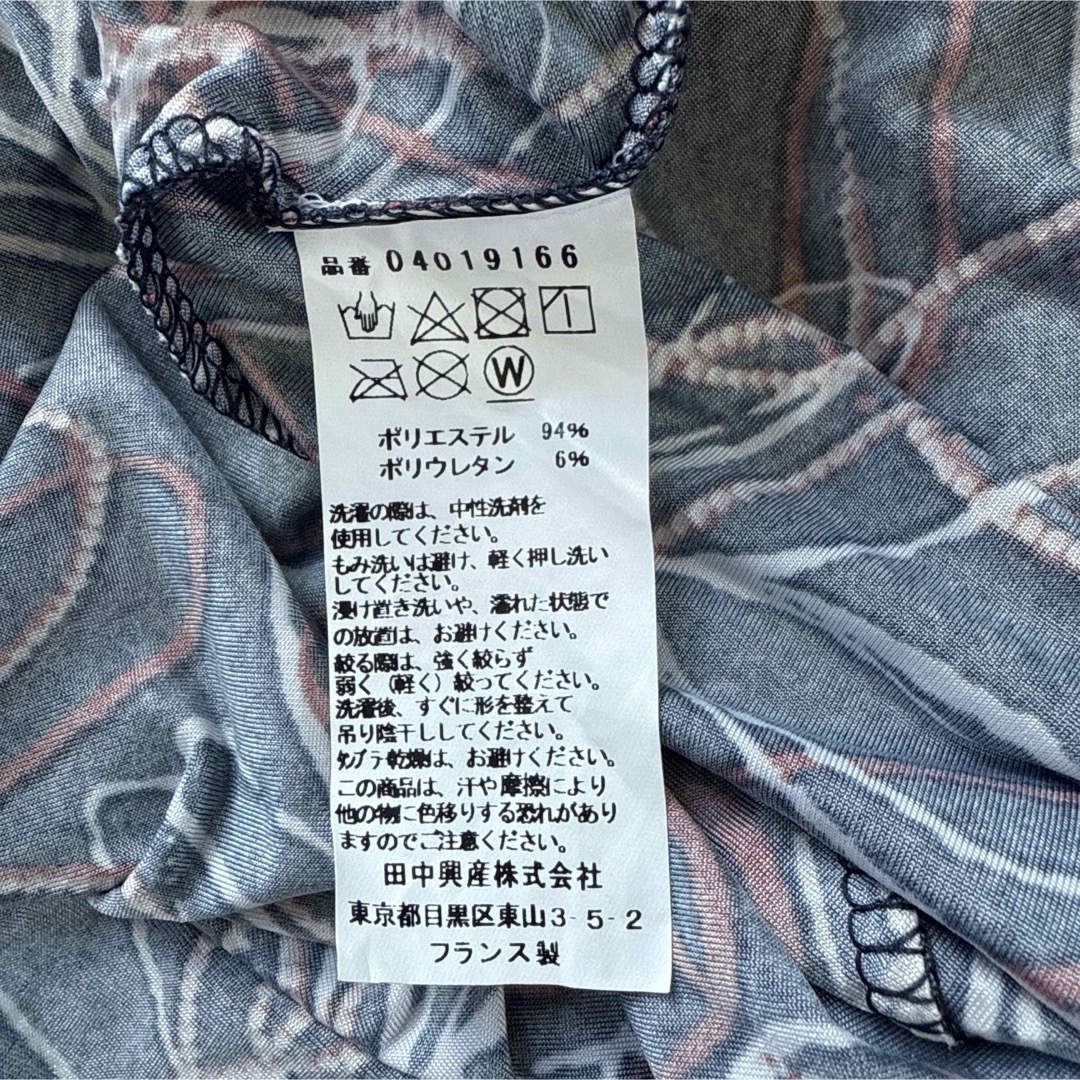 品番 04019166
W
ポリエステル 94%
ポリウレタン 6%
洗濯の際は、中性洗剤を
使用してください。
もみ洗いは避け、軽く押し洗い
してください。
浸け置き洗いや、濡れた状態で
の放置は、お避けください。
絞る際は、強く絞らず
弱く(軽く)絞ってください。
洗濯後、すぐに形を整えて
吊り陰干ししてください。
タンブラ乾燥は、お避けください。
この商品は、汗や摩擦により
他の物に色移りする恐れがあり
ますのでご注意ください。
田中興産株式会社
東京都目黒区東山3-5-2
フランス製